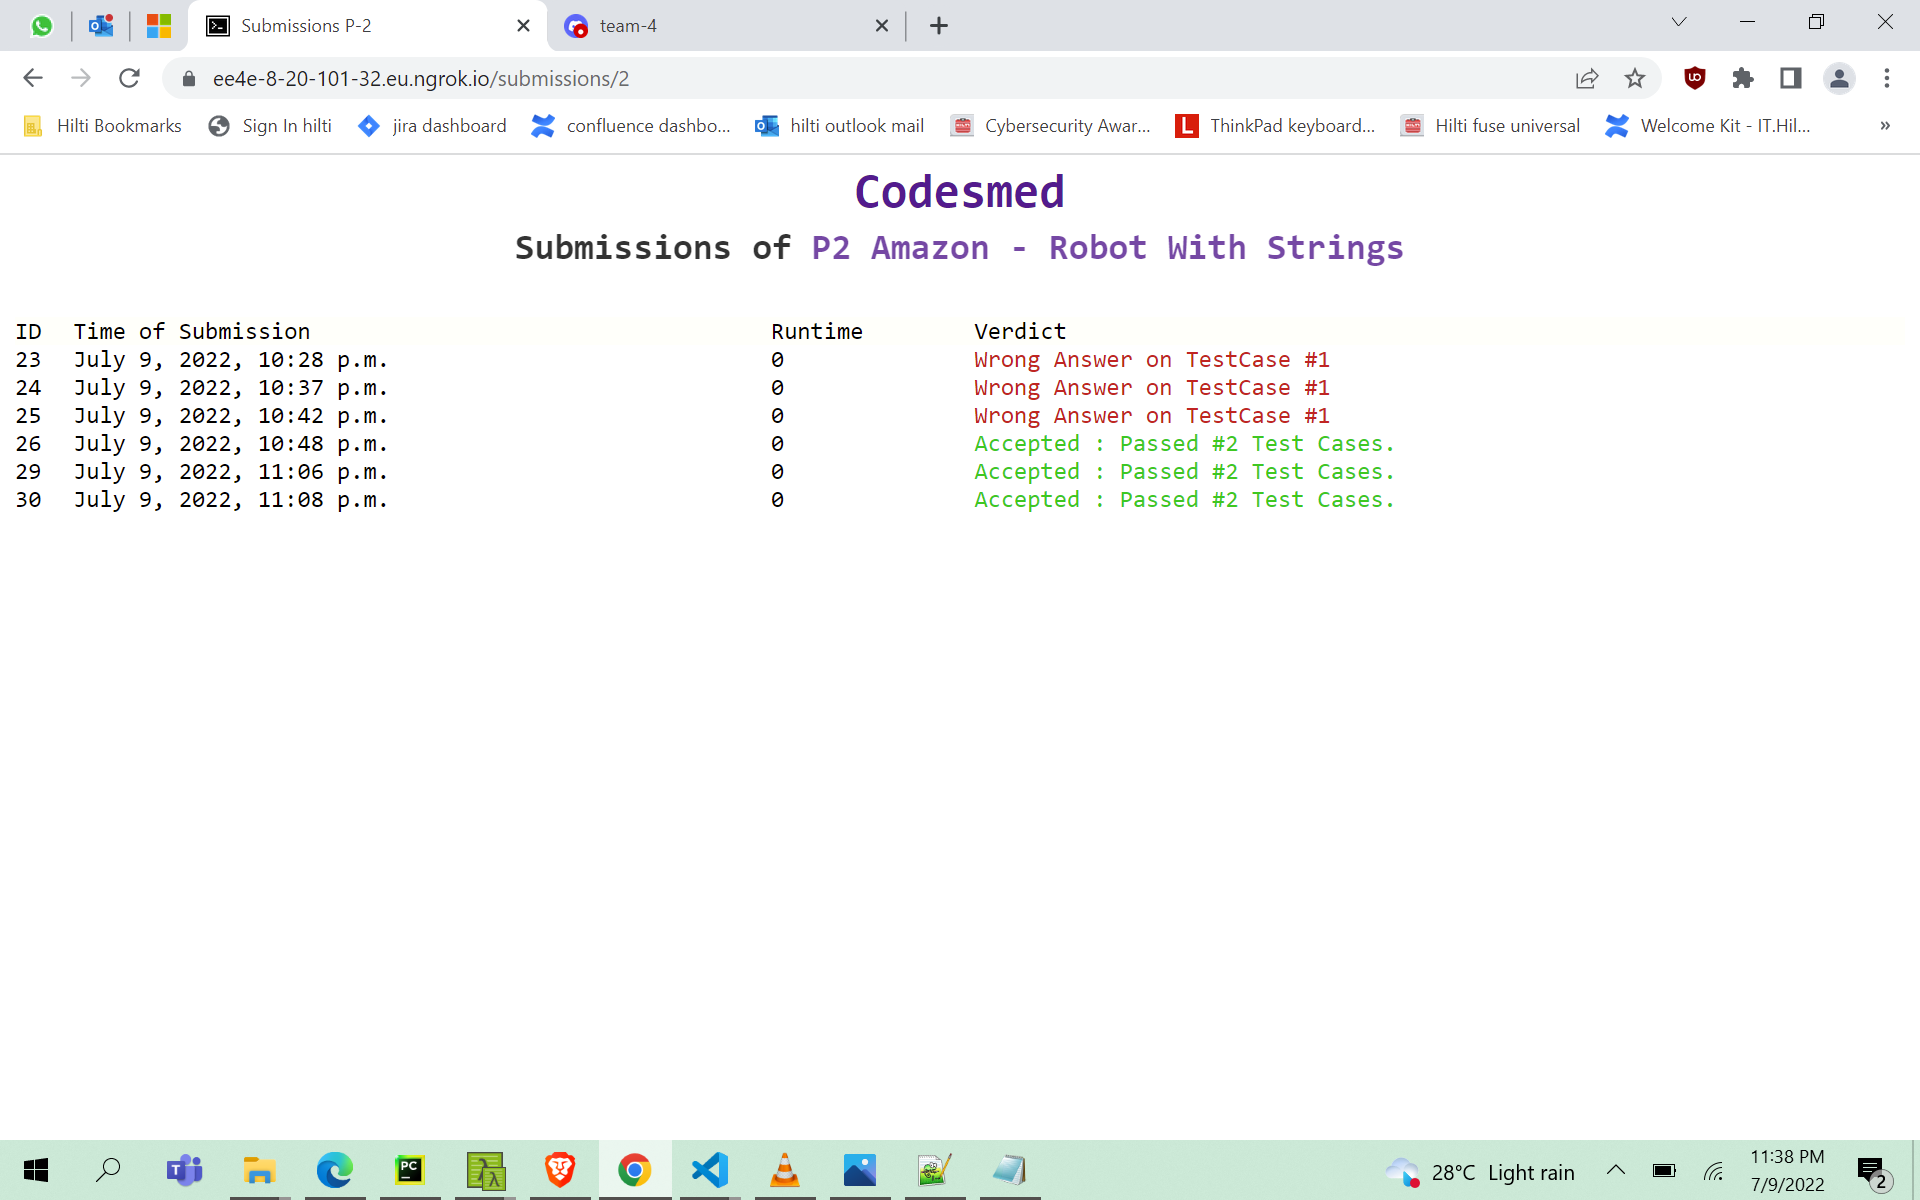 Submissions P-2
team-4
ee4e-8-20-101-32.eu.ngrok.io/submissions/2
Hilti Bookmarks
Sign In hilti
jira dashboard
confluence dashbo...
hilti outlook mail
Cybersecurity Awar...
L
ThinkPad keyboard...
Hilti fuse universal
Welcome Kit - IT.Hil...
»
Codesmed
Submissions of P2 Amazon - Robot With Strings
ID Time of Submission Runtime Verdict
23 July 9, 2022, 10:28 p.m. 0 Wrong Answer on TestCase #1
24 July 9, 2022, 10:37 p.m. 0 Wrong Answer on TestCase #1
25 July 9, 2022, 10:42 p.m. 0 Wrong Answer on TestCase #1
26 July 9, 2022, 10:48 p.m. 0 Accepted : Passed #2 Test Cases.
29 July 9, 2022, 11:06 p.m. 0 Accepted : Passed #2 Test Cases.
30 July 9, 2022, 11:08 p.m. 0 Accepted : Passed #2 Test Cases.
T
PC
28°C Light rain
11:38 PM
7/9/2022
2